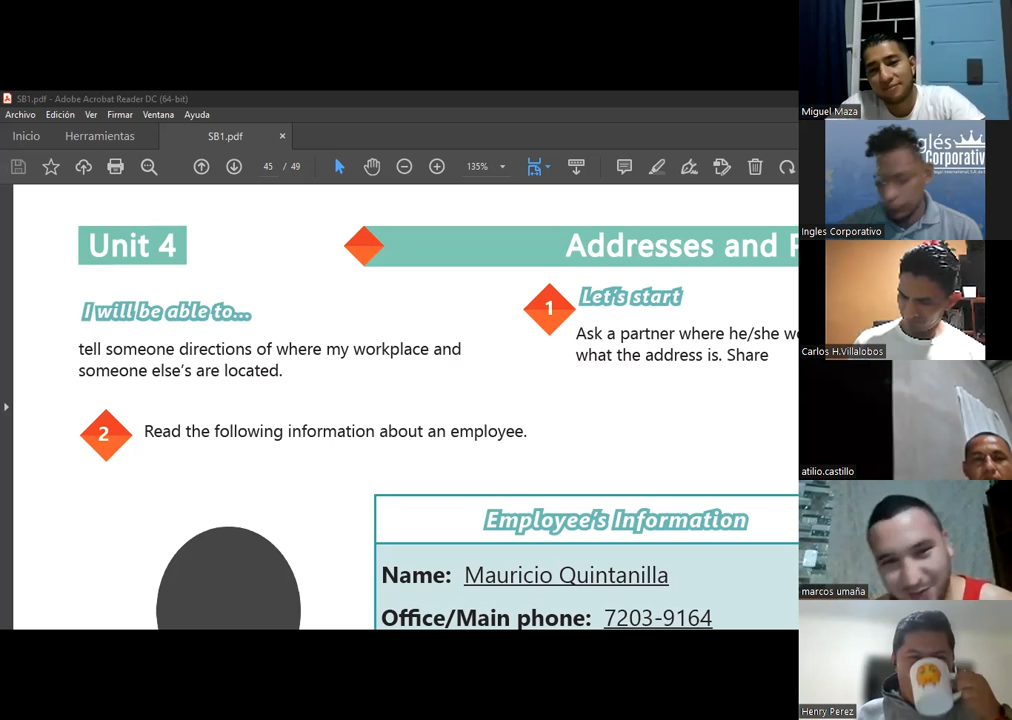 SB1.pdf - Adobe Acrobat Reader DC (64-bit)
Archivo Edición Ver Firmar Ventana Ayuda
Inicio Herramientas SB1.pdf ×
45 / 49 135%
Unit 4
Addresses and P
I will be able to...
tell someone directions of where my workplace and
someone else's are located.
1 Let's start
Ask a partner where he/she wo
what the address is. Share
2 Read the following information about an employee.
Employee's Information
Name: Mauricio Quintanilla
Office/Main phone: 7203-9164
Miguel Maza
glés
Corporativ
Ingles Corporativo
Carlos H.Villalobos
atilio.castillo
marcos umaña
Henry Perez